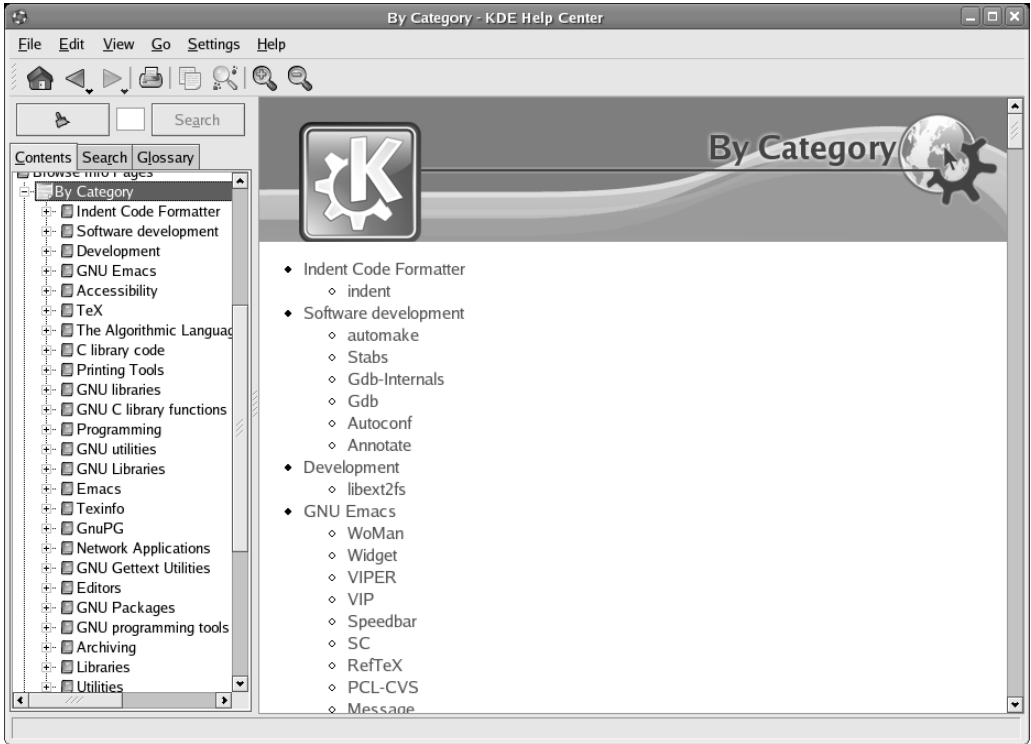 By Category - KDE Help Center
File Edit View Go Settings Help
Search
Contents Search Glossary
Browse Info Pages
By Category
Indent Code Formatter
Software development
Development
GNU Emacs
Accessibility
TeX
The Algorithmic Languag
C library code
Printing Tools
GNU libraries
GNU C library functions
Programming
GNU utilities
GNU Libraries
Emacs
Texinfo
GnuPG
Network Applications
GNU Gettext Utilities
Editors
GNU Packages
GNU programming tools
Archiving
Libraries
Utilities
K
By Category
Indent Code Formatter
indent
Software development
automake
Stabs
Gdb-Internals
Gdb
Autoconf
Annotate
Development
libext2fs
GNU Emacs
WoMan
Widget
VIPER
VIP
Speedbar
SC
RefTeX
PCL-CVS
Message